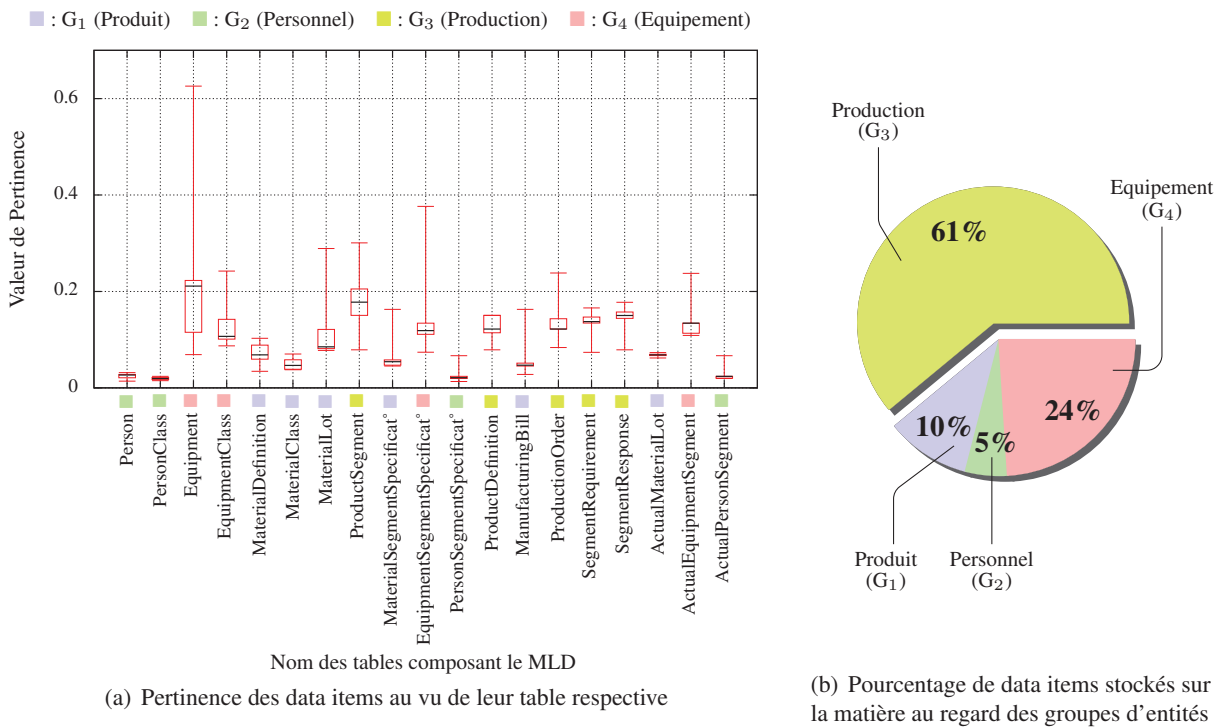 : G₁ (Produit) : G₂ (Personnel) : G₃ (Production) : G₄ (Equipement)
Valeur de Pertinence
0.6
0.4
0.2
0
Person
PersonClass
Equipment
EquipmentClass
MaterialDefinition
MaterialClass
MaterialLot
ProductSegment
MaterialSegmentSpecificat°
EquipmentSegmentSpecificat°
PersonSegmentSpecificat°
ProductDefinition
ManufacturingBill
ProductionOrder
SegmentRequirement
SegmentResponse
ActualMaterialLot
ActualEquipmentSegment
ActualPersonSegment
Nom des tables composant le MLD
(a) Pertinence des data items au vu de leur table respective
Production
(G₃)
Equipement
(G₄)
61%
24%
10%
5%
Produit
(G₁)
Personnel
(G₂)
(b) Pourcentage de data items stockés sur
la matière au regard des groupes d'entités